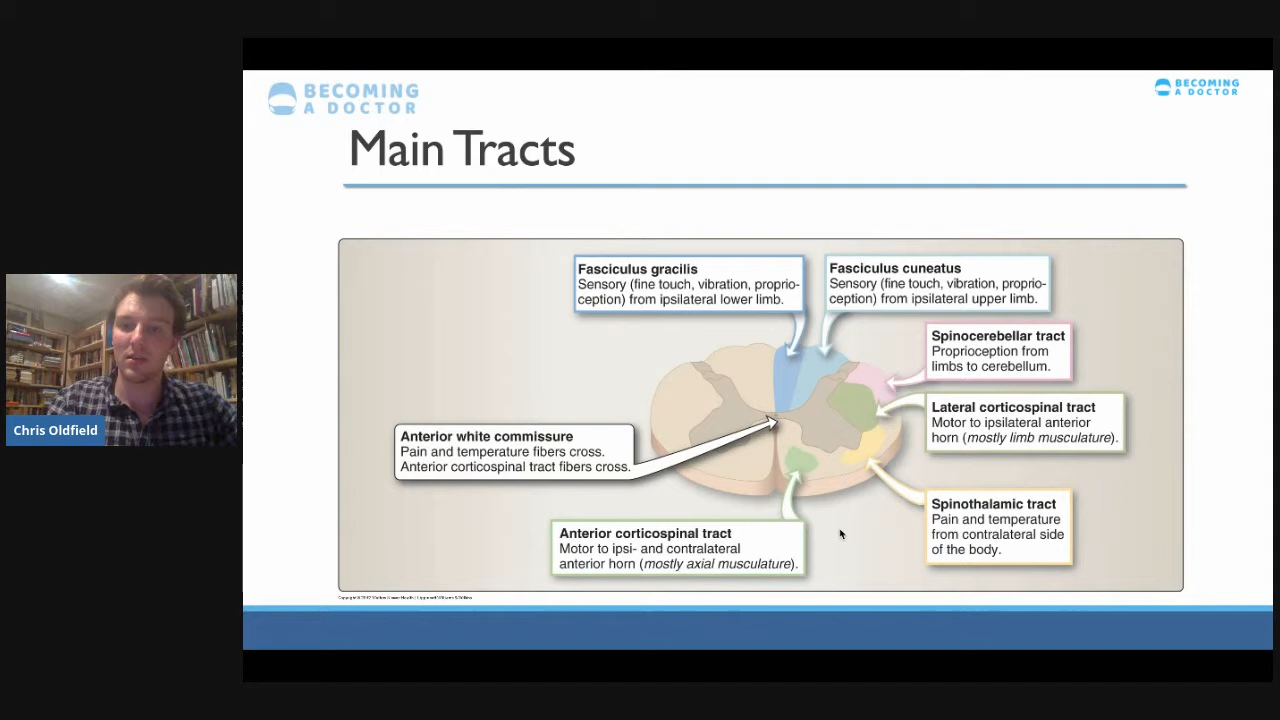 BECOMING
A DOCTOR
BECOMING
A DOCTOR
Main Tracts
Fasciculus gracilis
Sensory (fine touch, vibration, proprio-
ception) from ipsilateral lower limb.
Fasciculus cuneatus
Sensory (fine touch, vibration, proprio-
ception) from ipsilateral upper limb.
Spinocerebellar tract
Proprioception from
limbs to cerebellum.
Lateral corticospinal tract
Motor to ipsilateral anterior
horn (mostly limb musculature).
Anterior white commissure
Pain and temperature fibers cross.
Anterior corticospinal tract fibers cross.
Spinothalamic tract
Pain and temperature
from contralateral side
of the body.
Anterior corticospinal tract
Motor to ipsi- and contralateral
anterior horn (mostly axial musculature).
Chris Oldfield